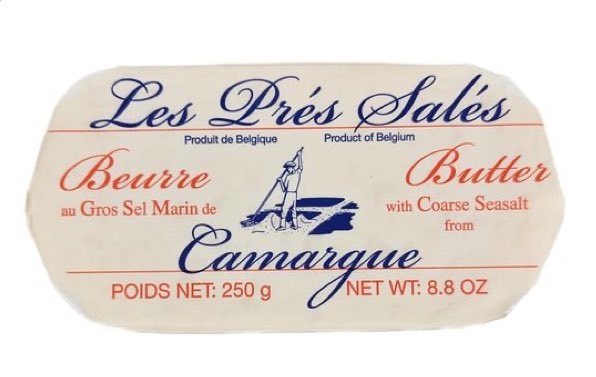 Les Prés Salés
Produit de Belgique Product of Belgium
Beurre Butter
au Gros Sel Marin de with Coarse Seasalt
from
Camargue
POIDS NET: 250 g NET WT: 8.8 OZ